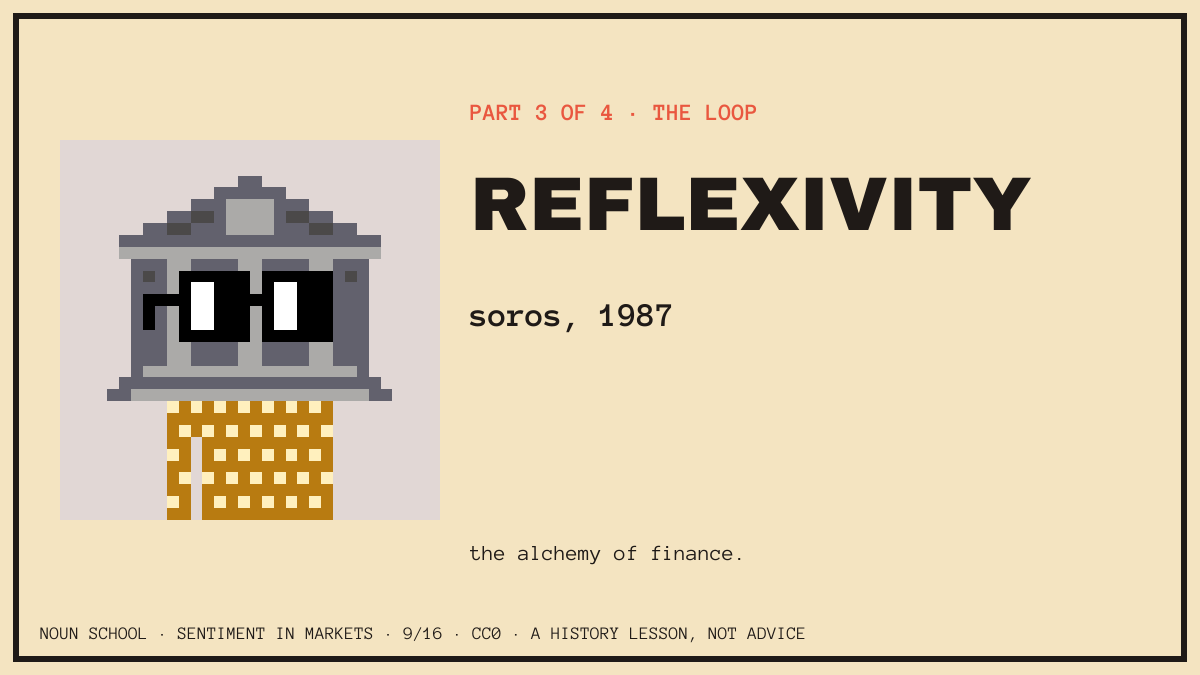 PART 3 OF 4 · THE LOOP
REFLEXIVITY
soros, 1987
the alchemy of finance.
NOUN SCHOOL · SENTIMENT IN MARKETS · 9/16 · CC0 · A HISTORY LESSON, NOT ADVICE